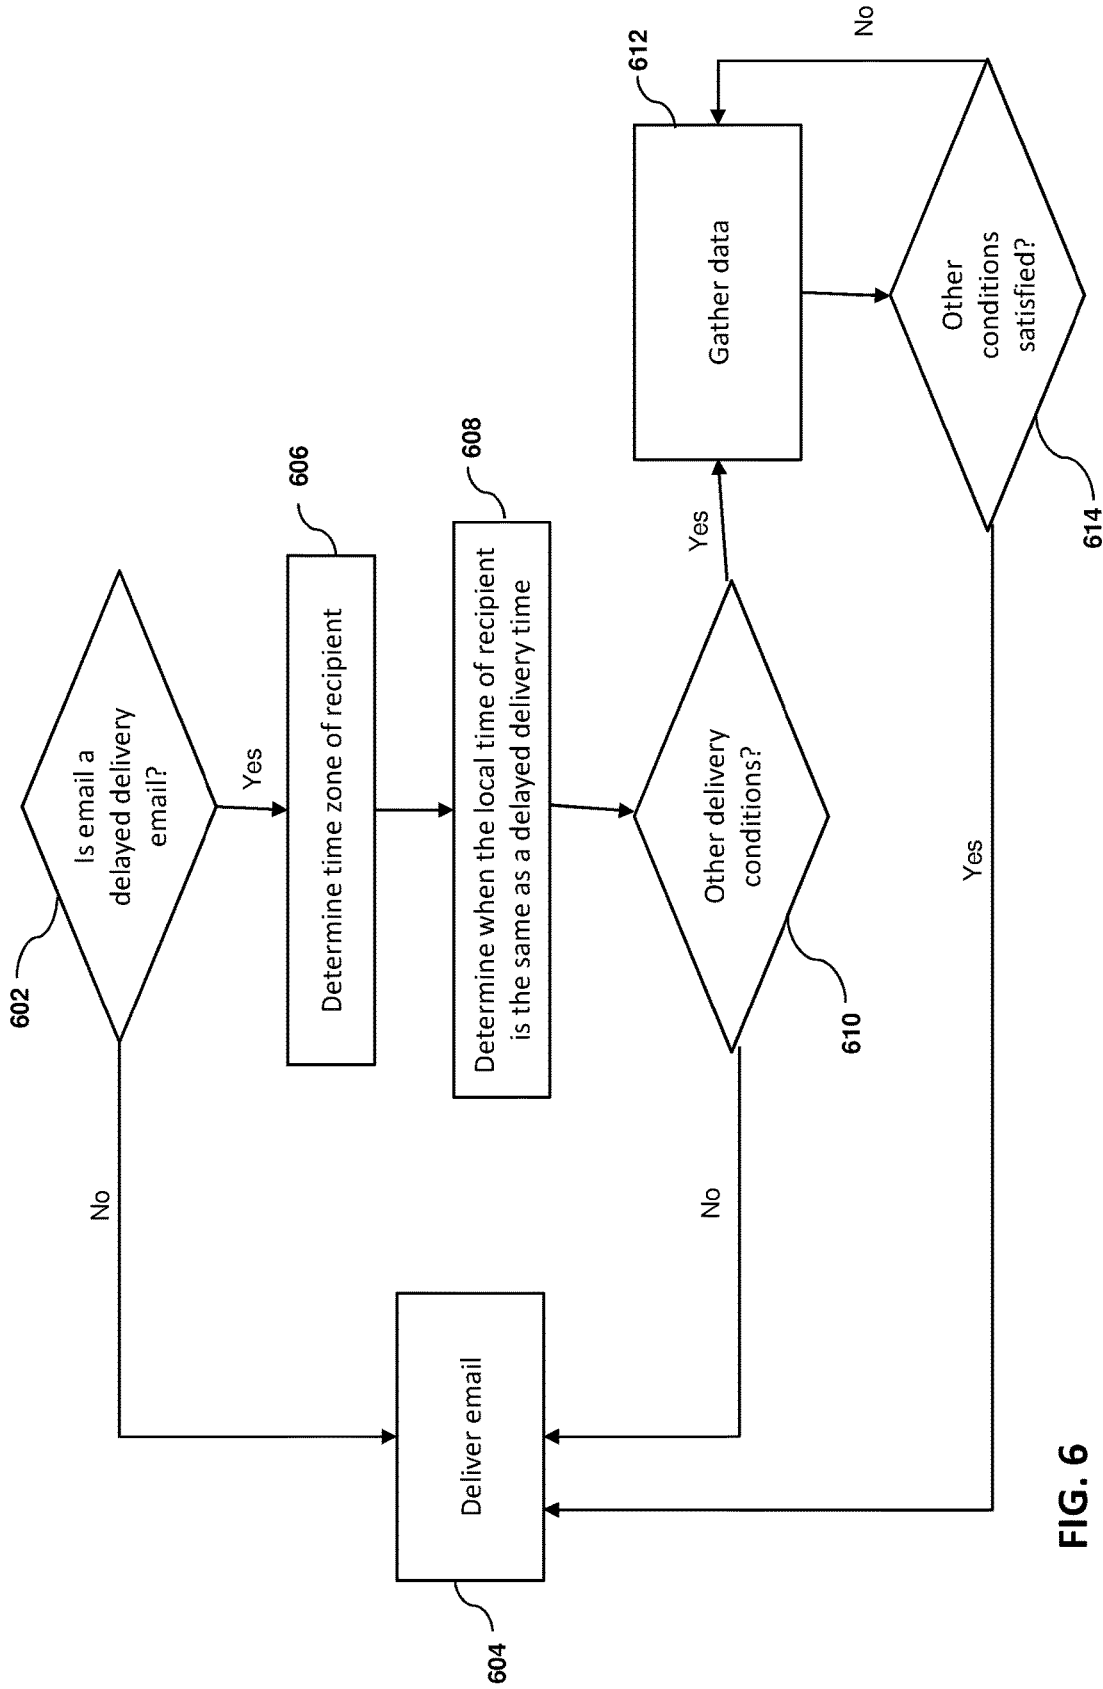 602
Is email a
delayed delivery
email?
No
Yes
606
Determine time zone of recipient
608
Determine when the local time of recipient
is the same as a delayed delivery time
604
Deliver email
610
Other delivery
conditions?
No
Yes
612
Gather data
614
Other
conditions
satisfied?
No
Yes
FIG. 6